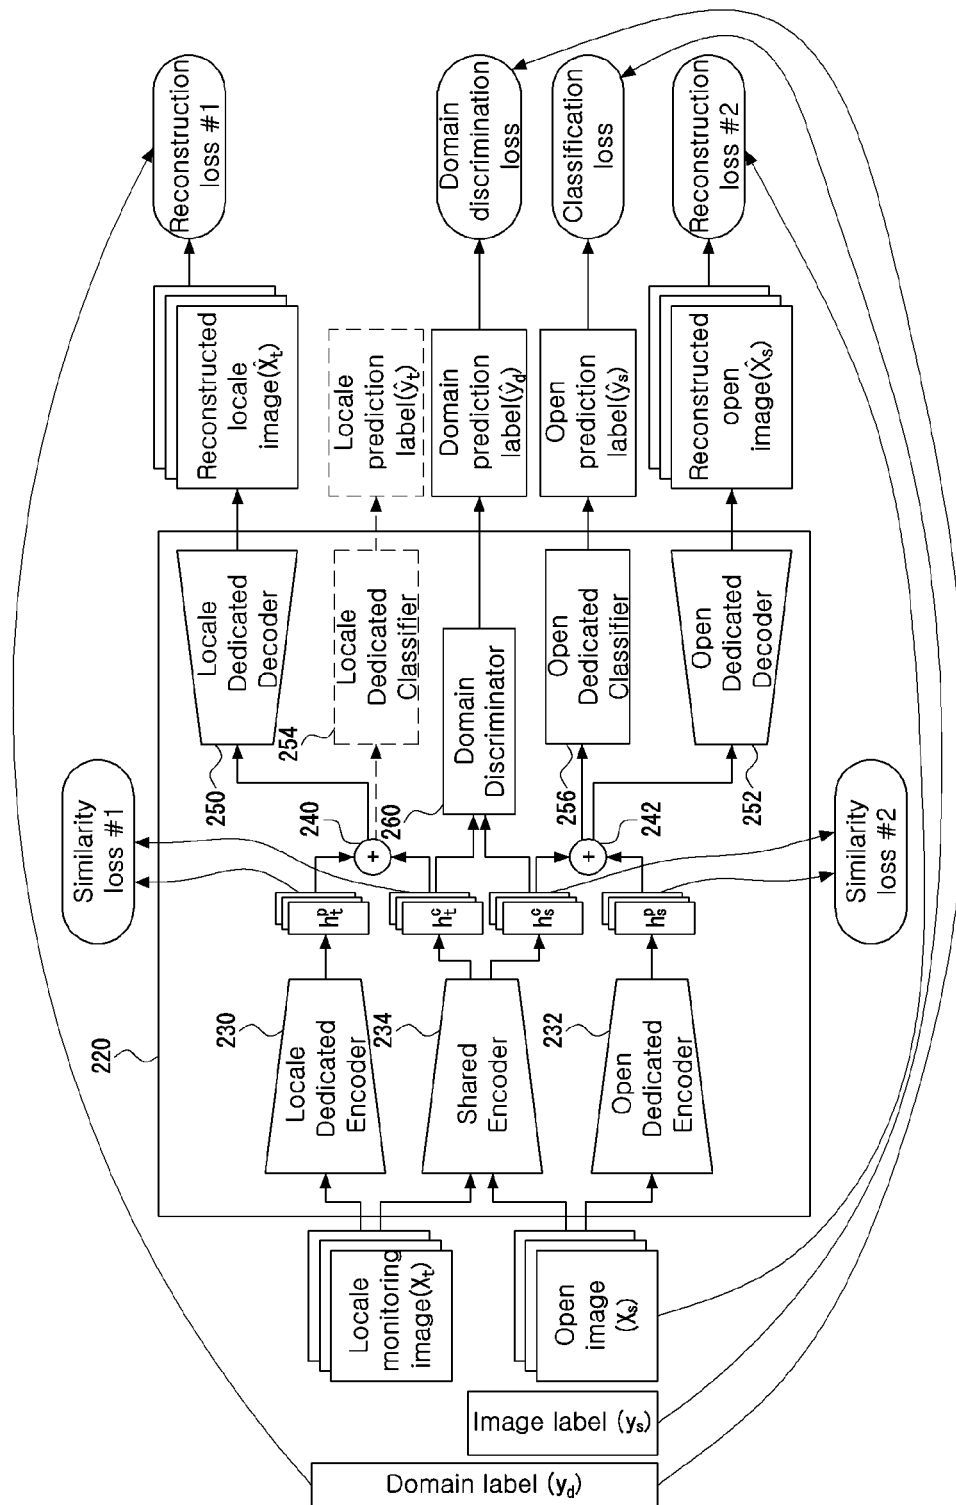 Similarity
loss #1
Reconstruction
loss #1
Domain
discrimination
loss
Classification
loss
Reconstruction
loss #2
Similarity
loss #2
Reconstructed
locale
image(X̂t)
Locale
prediction
label(ŷt)
Domain
prediction
label(ŷd)
Open
prediction
label(ŷs)
Reconstructed
open
image(X̂s)
Locale
Dedicated
Decoder
250
Locale
Dedicated
Classifier
254
Domain
Discriminator
260
Open
Dedicated
Classifier
256
Open
Dedicated
Decoder
252
240
+
242
+
h_t^p
h_t^c
h_s^c
h_s^p
220
230
Locale
Dedicated
Encoder
234
Shared
Encoder
232
Open
Dedicated
Encoder
Locale
monitoring
image(Xt)
Open
image
(Xs)
Image label (ys)
Domain label (yd)